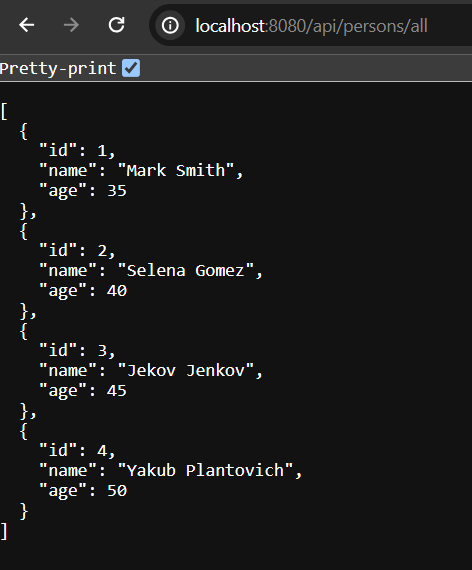 localhost:8080/api/persons/all
Pretty-print
[
  {
    "id": 1,
    "name": "Mark Smith",
    "age": 35
  },
  {
    "id": 2,
    "name": "Selena Gomez",
    "age": 40
  },
  {
    "id": 3,
    "name": "Jekov Jenkov",
    "age": 45
  },
  {
    "id": 4,
    "name": "Yakub Plantovich",
    "age": 50
  }
]